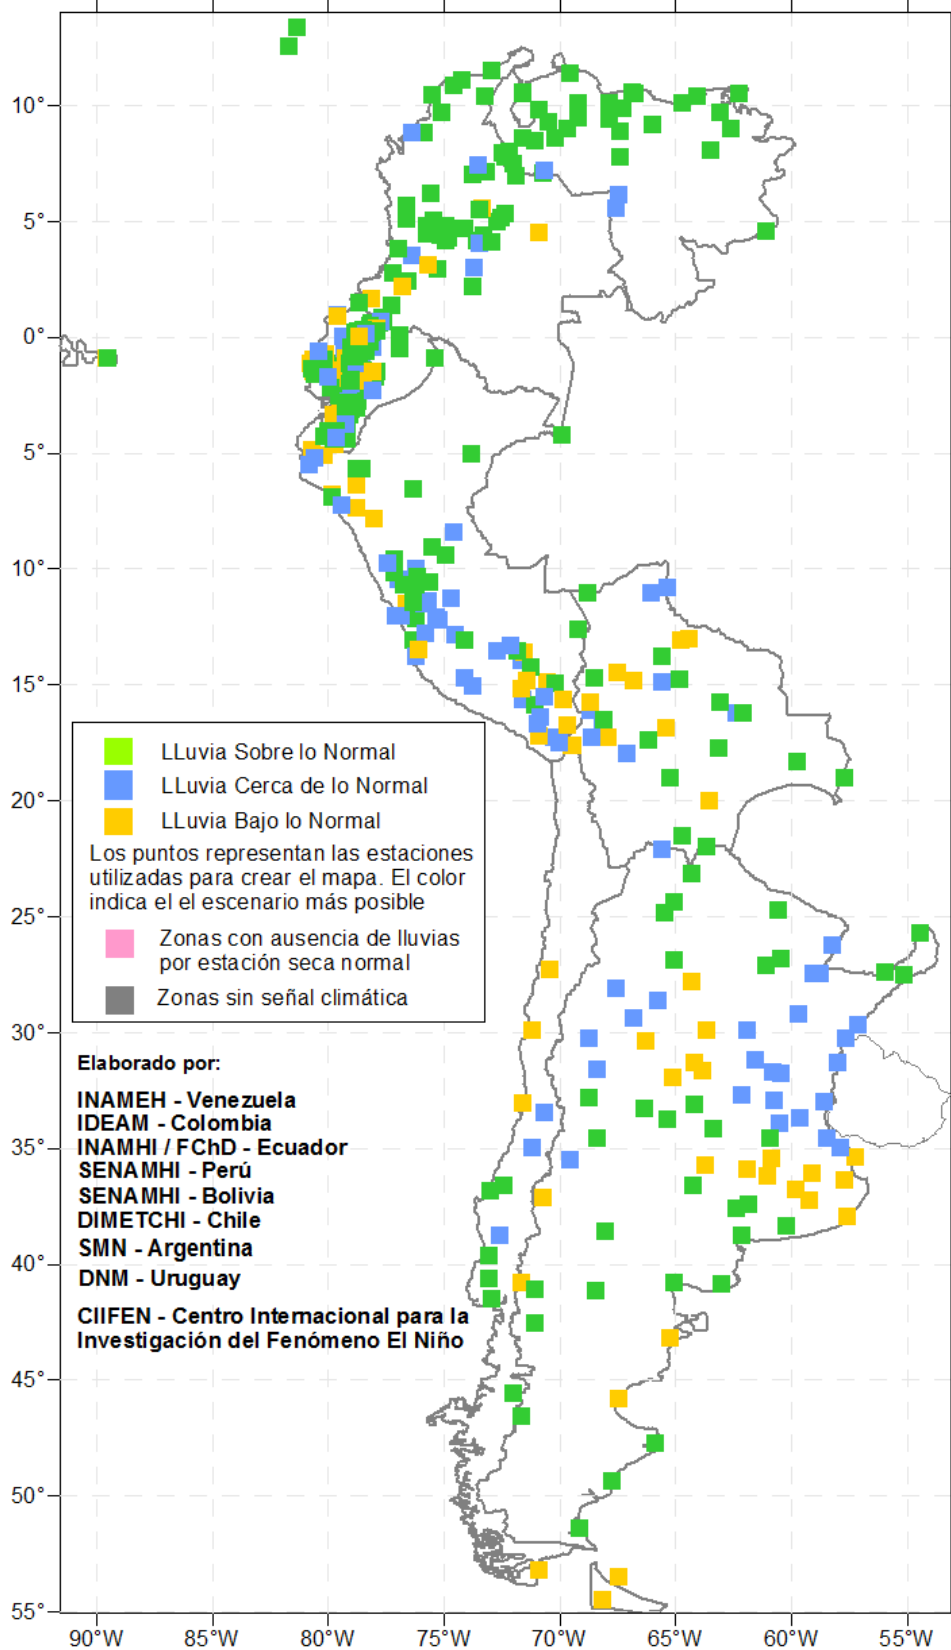 10°
5°
0°
5°
10°
15°
20°
25°
30°
35°
40°
45°
50°
55°
LLuvia Sobre lo Normal
LLuvia Cerca de lo Normal
LLuvia Bajo lo Normal
Los puntos representan las estaciones
utilizadas para crear el mapa. El color
indica el el escenario más posible
Zonas con ausencia de lluvias
por estación seca normal
Zonas sin señal climática
Elaborado por:
INAMEH - Venezuela
IDEAM - Colombia
INAMHI / FChD - Ecuador
SENAMHI - Perú
SENAMHI - Bolivia
DIMETCHI - Chile
SMN - Argentina
DNM - Uruguay
CIIFEN - Centro Internacional para la
Investigación del Fenómeno El Niño
90°W 85°W 80°W 75°W 70°W 65°W 60°W 55°W